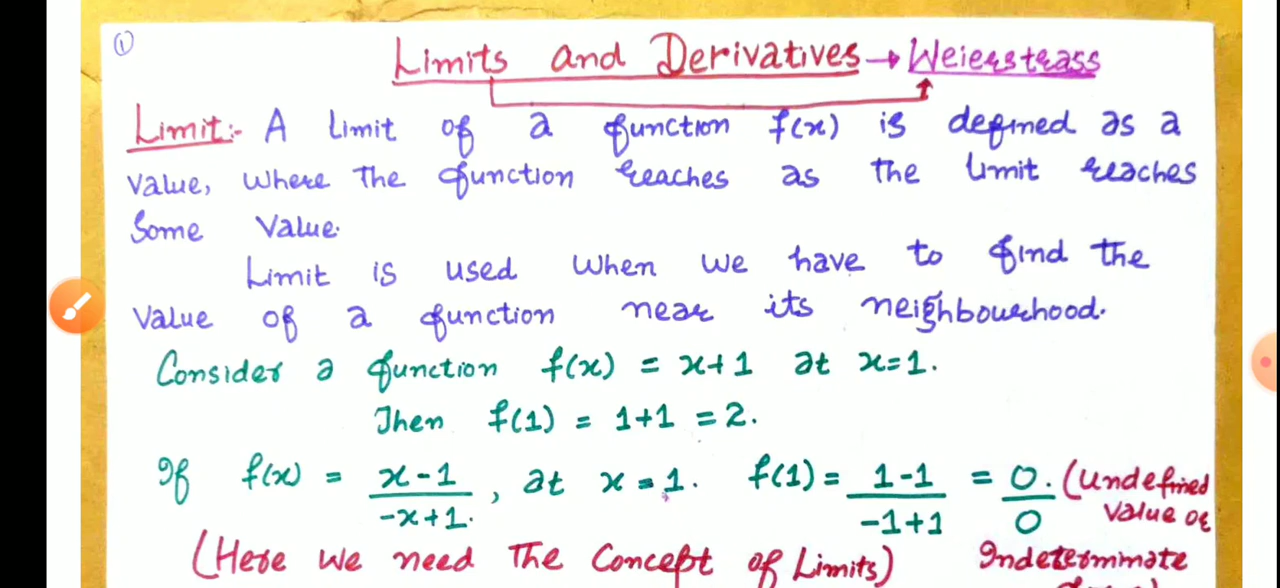 ①
Limits and Derivatives → Weierstrass
Limit:- A Limit of a function f(x) is defined as a
value, where the function reaches as the limit reaches
Some Value.
Limit is used when we have to find the
value of a function near its neighbourhood.
Consider a function f(x) = x+1 at x=1.
Then f(1) = 1+1 = 2.
If f(x) = (x-1)/(-x+1), at x=1. f(1) = (1-1)/(-1+1) = 0/0. (Undefined
Value or
(Here we need The Concept of Limits) Indeterminate